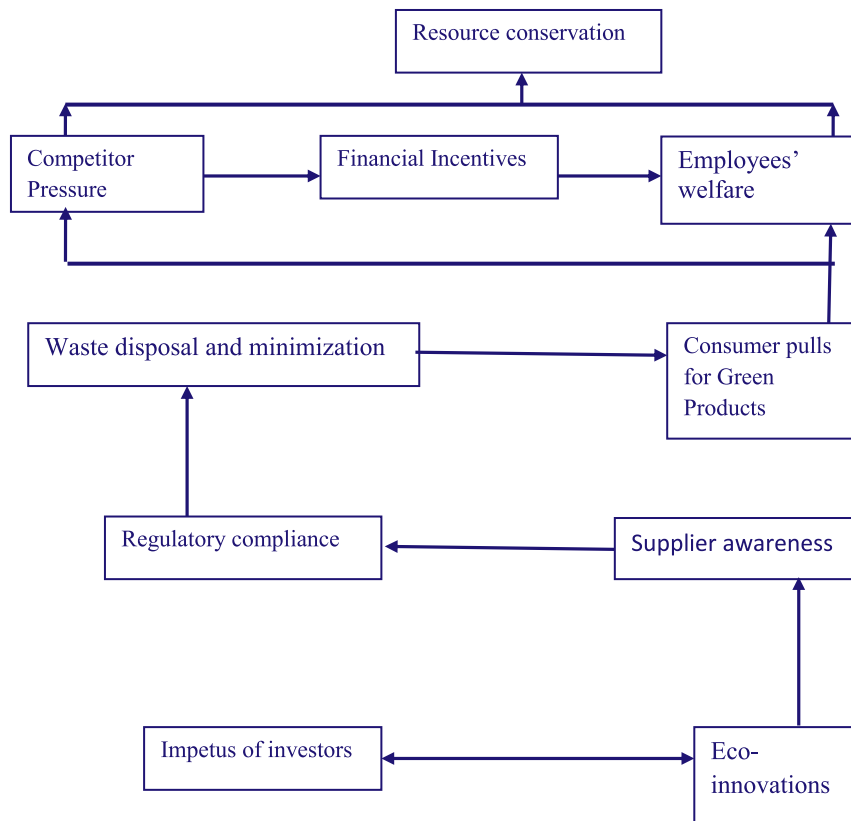 Resource conservation
Competitor
Pressure
Financial Incentives
Employees’
welfare
Waste disposal and minimization
Consumer pulls
for Green
Products
Regulatory compliance
Supplier awareness
Impetus of investors
Eco-
innovations